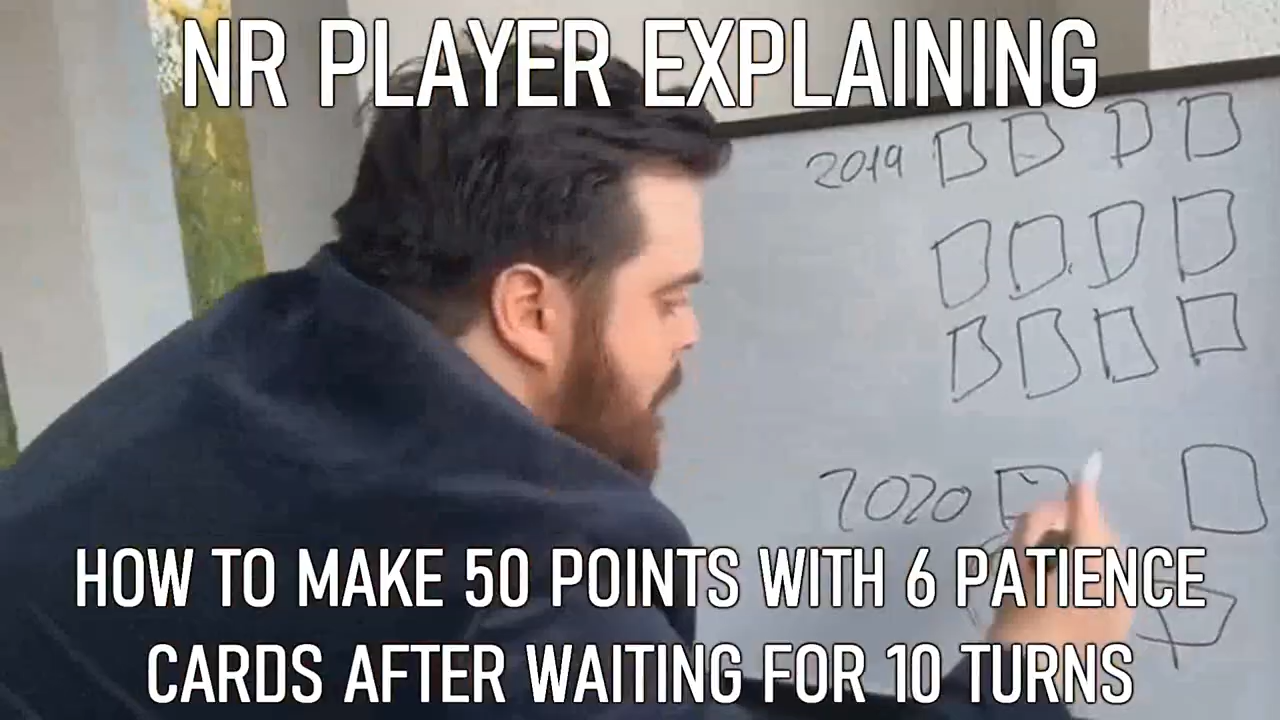 NR PLAYER EXPLAINING
2019
2020
HOW TO MAKE 50 POINTS WITH 6 PATIENCE
CARDS AFTER WAITING FOR 10 TURNS